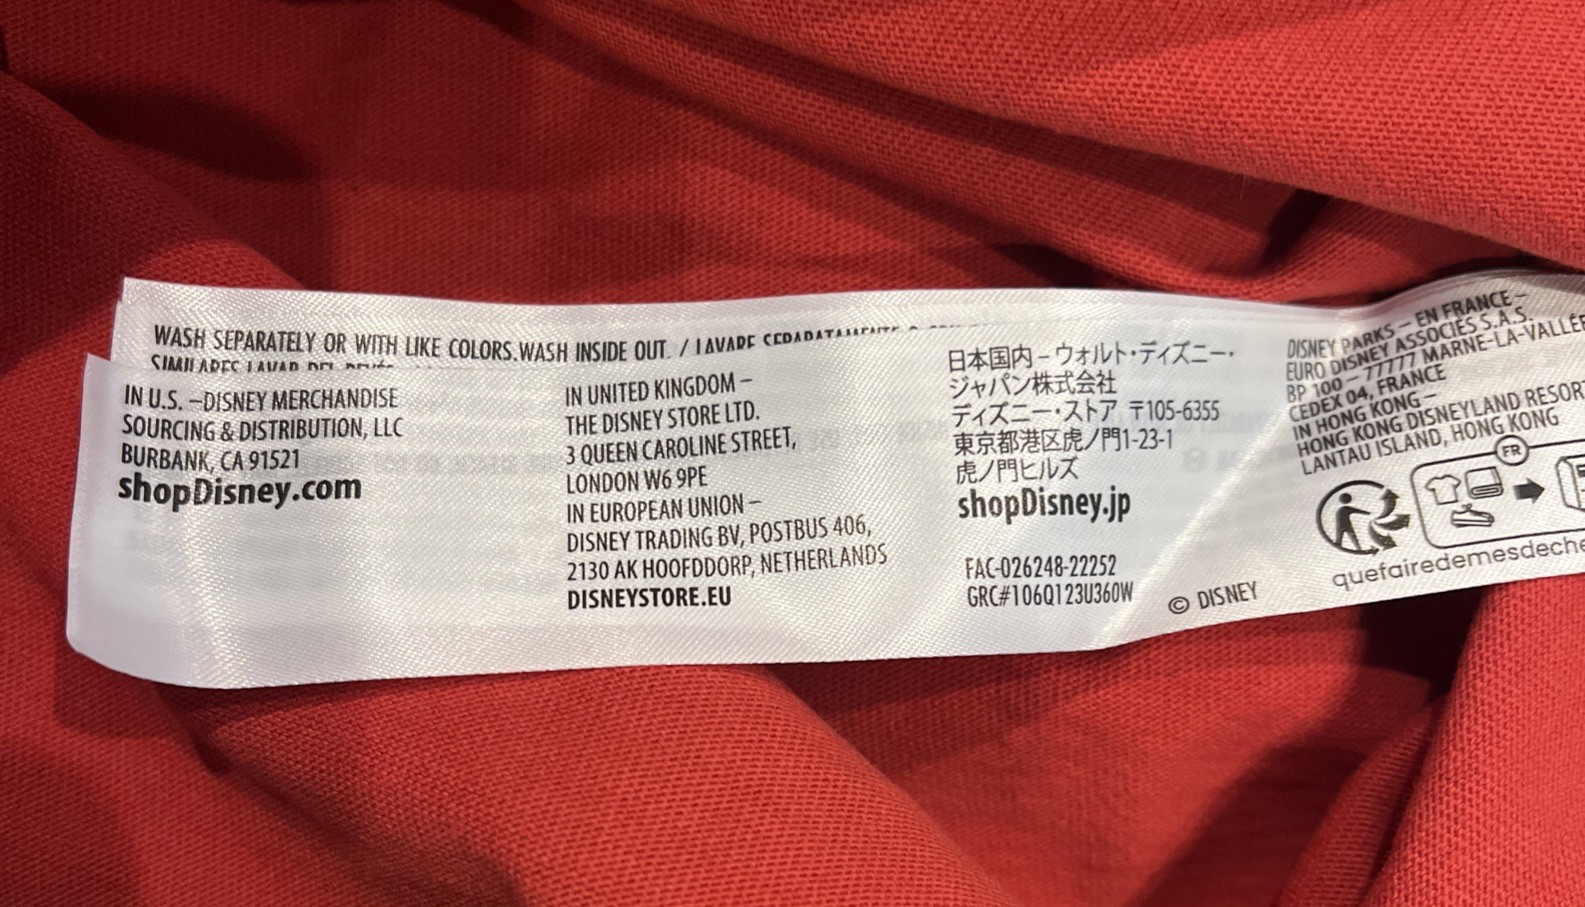 WASH SEPARATELY OR WITH LIKE COLORS.WASH INSIDE OUT. / LAVARE SEPARATAMENTE
IN U.S. –DISNEY MERCHANDISE
SOURCING & DISTRIBUTION, LLC
BURBANK, CA 91521
shopDisney.com
IN UNITED KINGDOM –
THE DISNEY STORE LTD.
3 QUEEN CAROLINE STREET,
LONDON W6 9PE
IN EUROPEAN UNION –
DISNEY TRADING BV, POSTBUS 406,
2130 AK HOOFDDORP, NETHERLANDS
DISNEYSTORE.EU
日本国内 – ウォルト・ディズニー・
ジャパン株式会社
ディズニー・ストア 〒105-6355
東京都港区虎ノ門1-23-1
虎ノ門ヒルズ
shopDisney.jp
FAC-026248-22252
GRC#106Q123U360W
© DISNEY
DISNEY PARKS – EN FRANCE –
EURO DISNEY ASSOCIÉS S.A.S.
BP 100 – 77777 MARNE-LA-VALLÉE
CEDEX 04, FRANCE
IN HONG KONG –
HONG KONG DISNEYLAND RESORT
LANTAU ISLAND, HONG KONG
FR
quefairedemesdeche